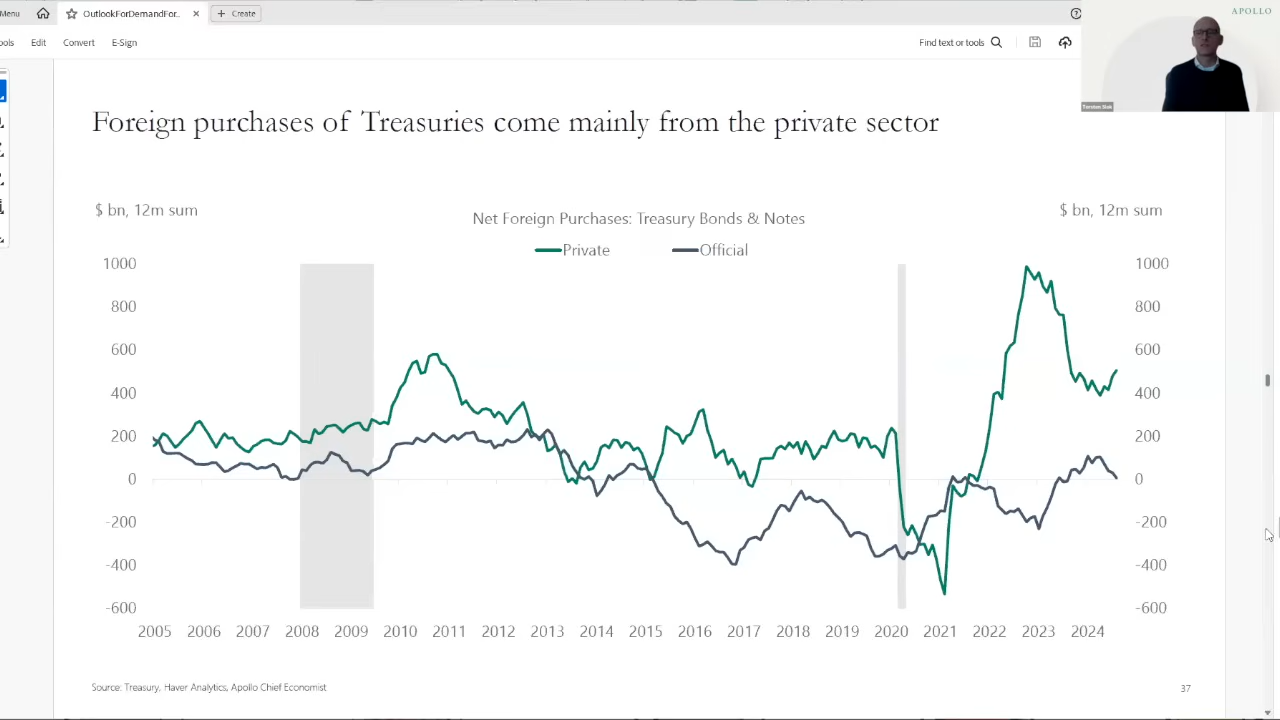 Menu
OutlookForDemandFor...
Create
APOLLO
ools
Edit
Convert
E-Sign
Find text or tools
Torsten Slok
Foreign purchases of Treasuries come mainly from the private sector
$ bn, 12m sum
$ bn, 12m sum
Net Foreign Purchases: Treasury Bonds & Notes
Private
Official
1000
1000
800
800
600
600
400
400
200
200
0
0
-200
-200
-400
-400
-600
-600
2005 2006 2007 2008 2009 2010 2011 2012 2013 2014 2015 2016 2017 2018 2019 2020 2021 2022 2023 2024
Source: Treasury, Haver Analytics, Apollo Chief Economist
37